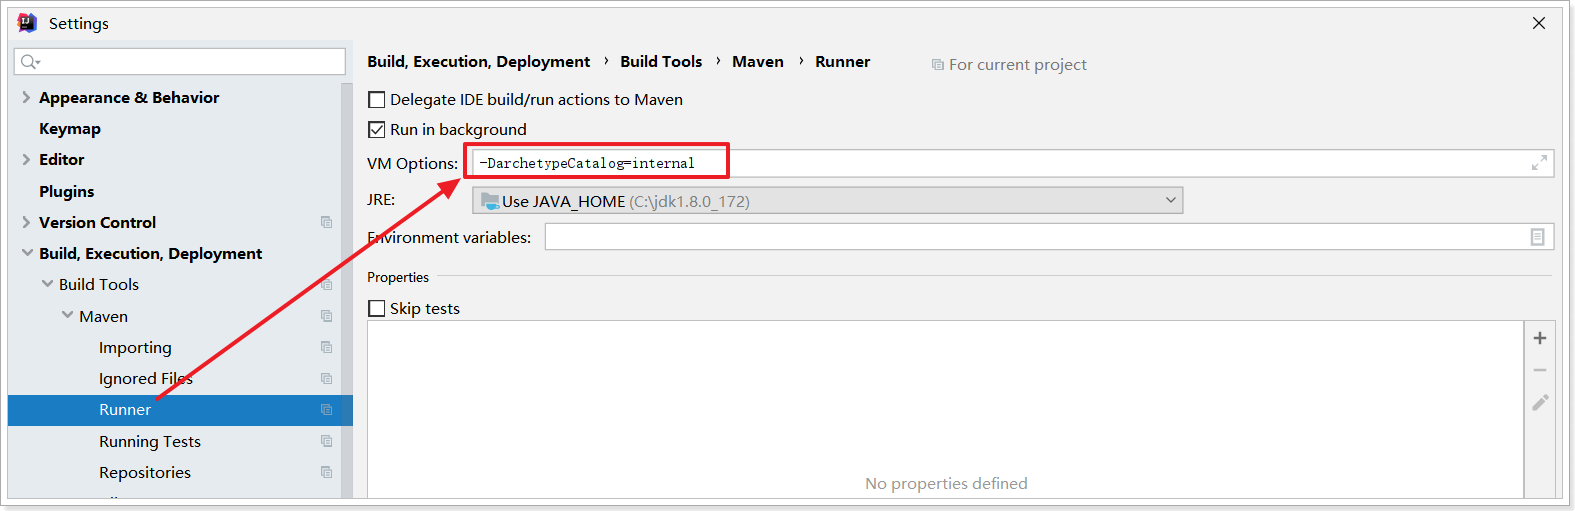 Settings
Appearance & Behavior
Keymap
Editor
Plugins
Version Control
Build, Execution, Deployment
Build Tools
Maven
Importing
Ignored Files
Runner
Running Tests
Repositories
Build, Execution, Deployment › Build Tools › Maven › Runner
For current project
Delegate IDE build/run actions to Maven
Run in background
VM Options: -DarchetypeCatalog=internal
JRE: Use JAVA_HOME (C:\jdk1.8.0_172)
Environment variables:
Properties
Skip tests
No properties defined